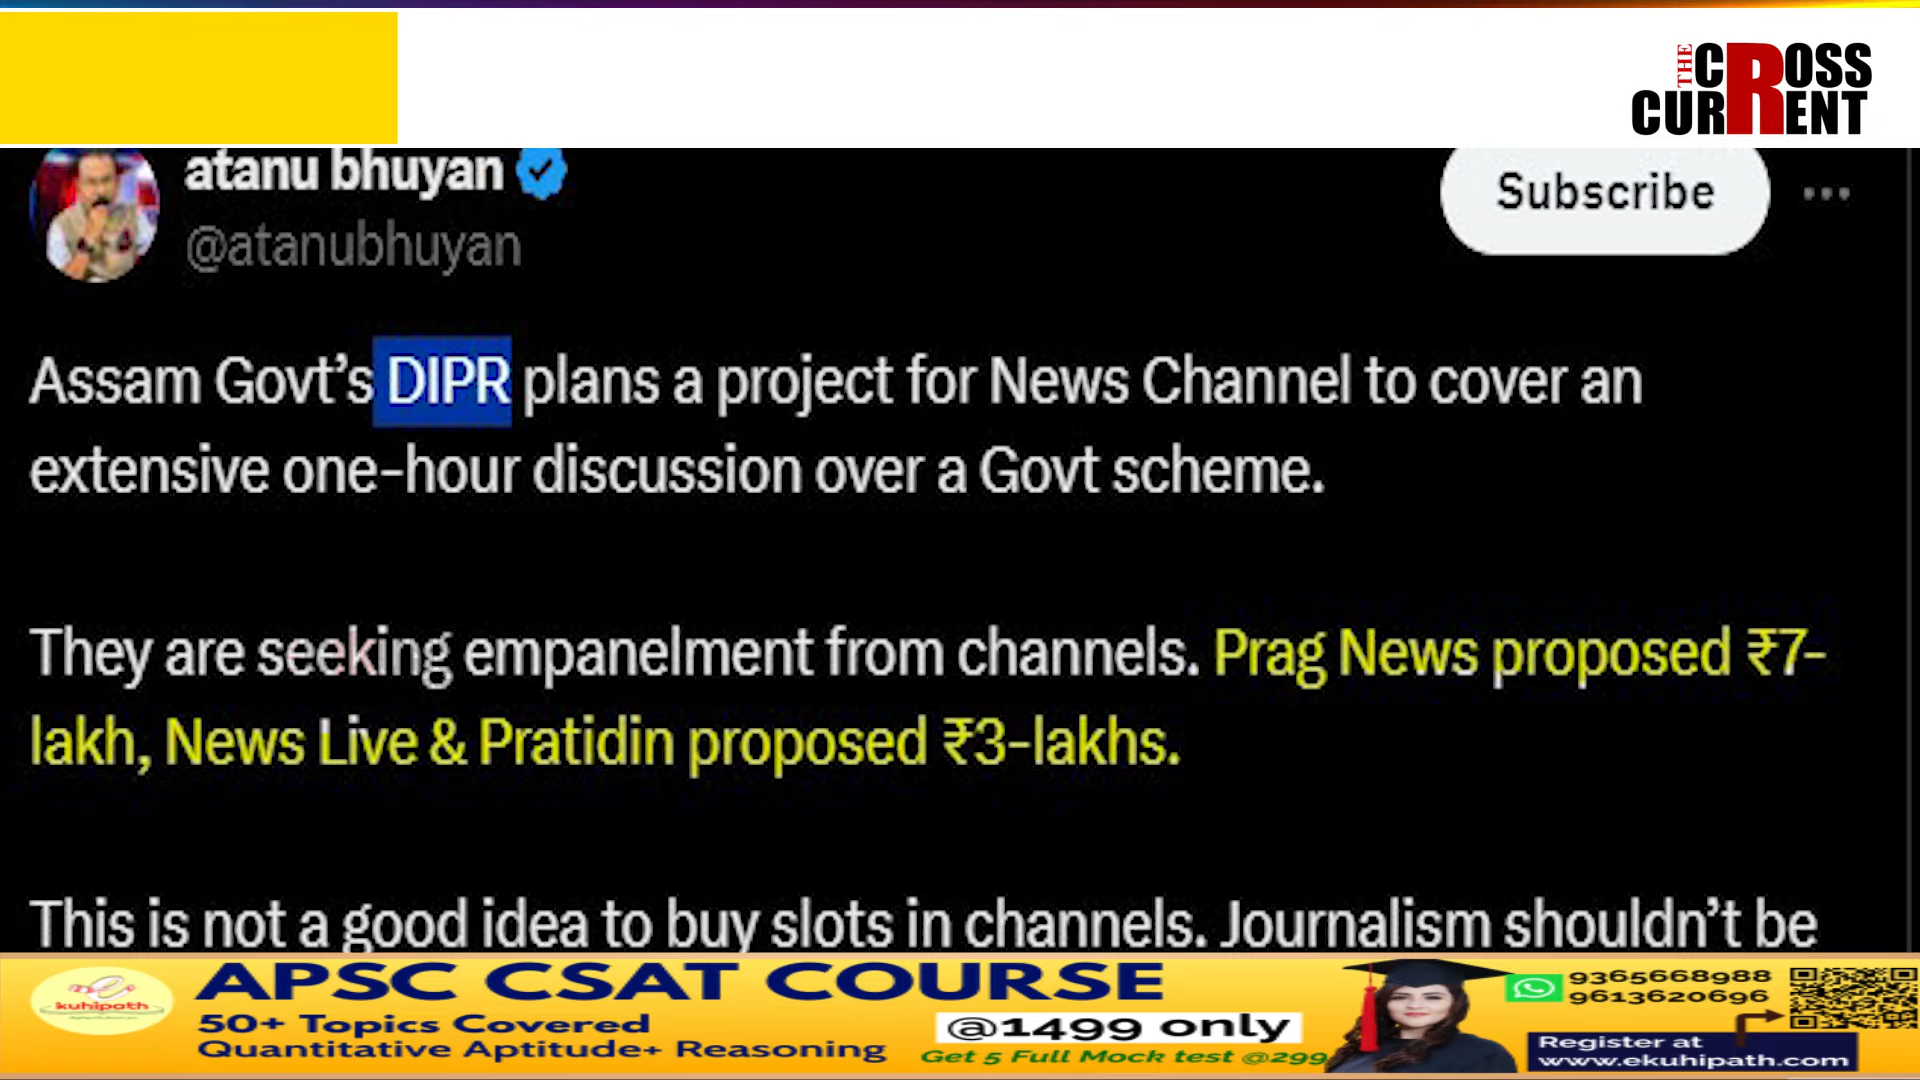 THE CROSS
CURRENT
atanu bhuyan
@atanubhuyan
Subscribe
Assam Govt’s DIPR plans a project for News Channel to cover an
extensive one-hour discussion over a Govt scheme.
They are seeking empanelment from channels. Prag News proposed ₹7-
lakh, News Live & Pratidin proposed ₹3-lakhs.
This is not a good idea to buy slots in channels. Journalism shouldn’t be
kuhipath
APSC CSAT COURSE
50+ Topics Covered
Quantitative Aptitude+ Reasoning
@1499 only
Get 5 Full Mock test @299
9365668988
9613620696
Register at
www.ekuhipath.com